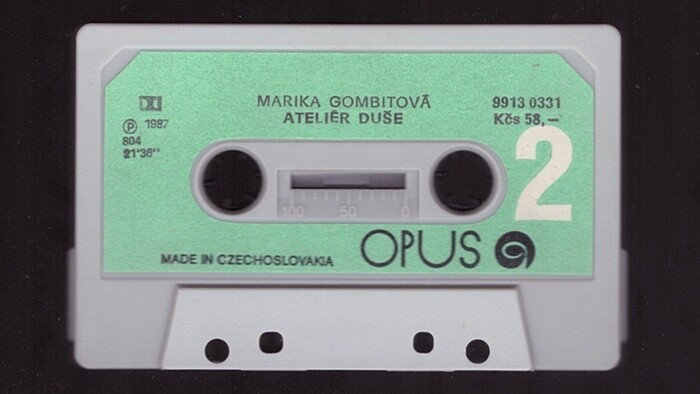 MARIKA GOMBITOVÁ
ATELIÉR DUŠE
Ⓟ 1987
804
21'36"
9913 0331
Kčs 58,—
2
100 50 0
MADE IN CZECHOSLOVAKIA
OPUS